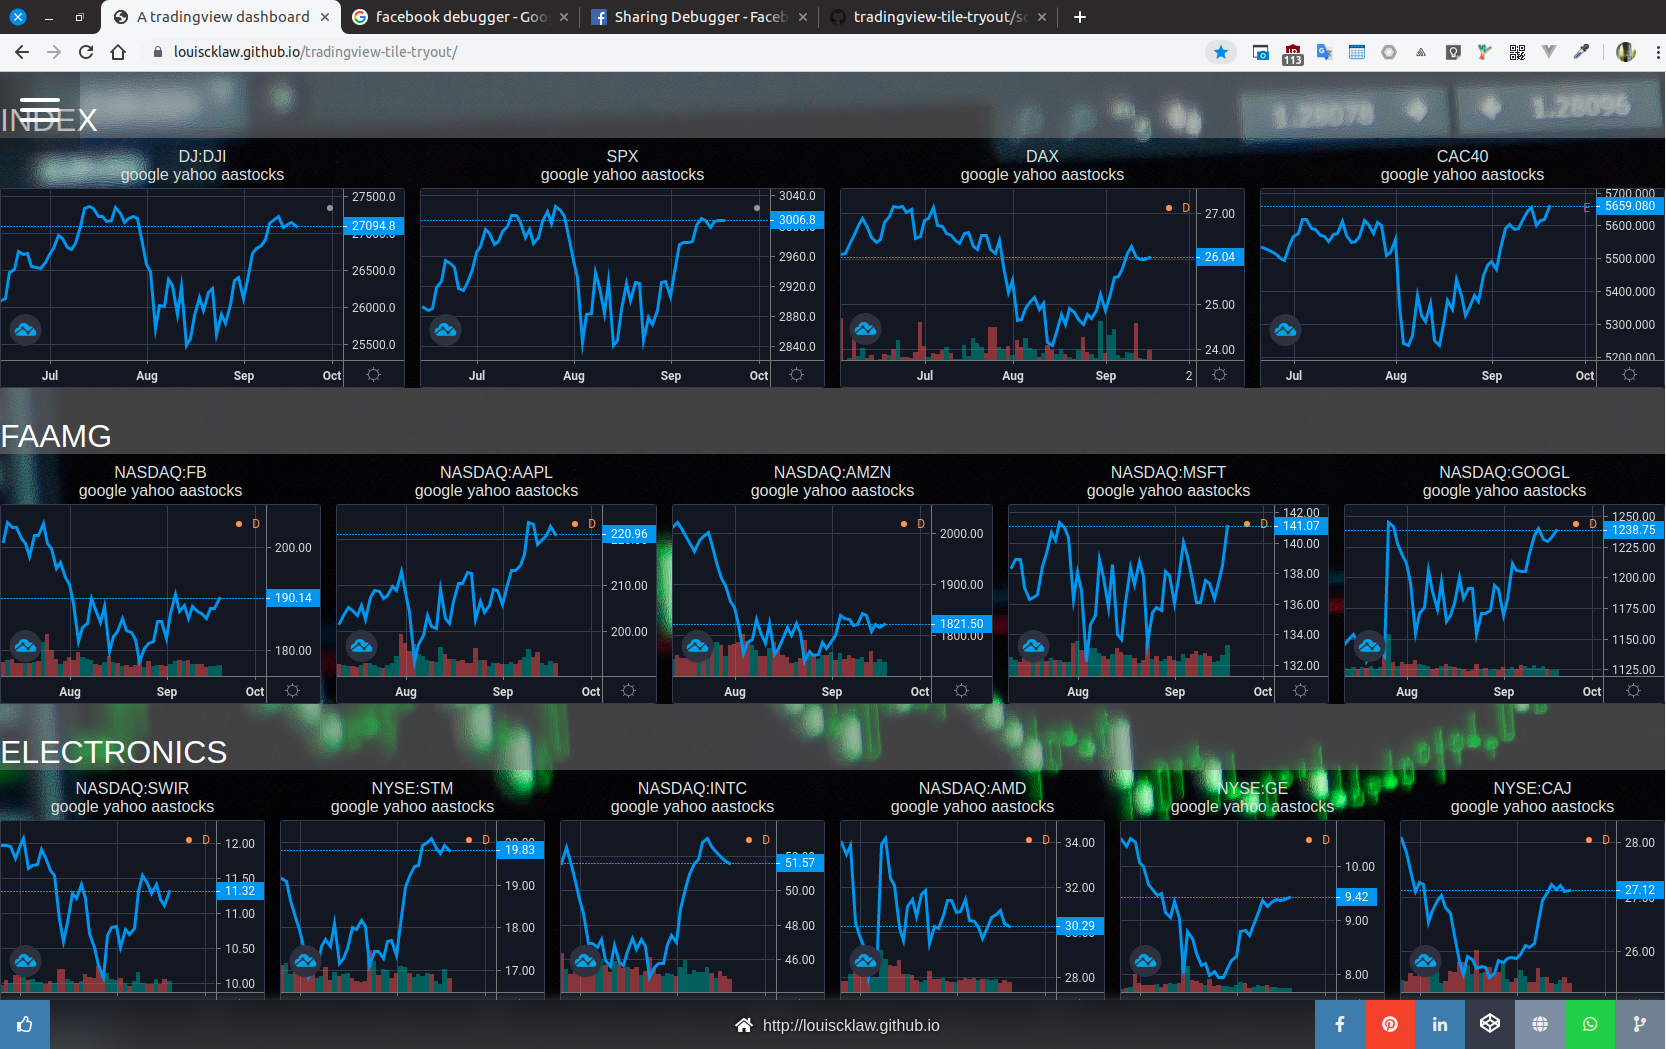 A tradingview dashboard
facebook debugger - Goo
Sharing Debugger - Faceb
tradingview-tile-tryout/sc
louiscklaw.github.io/tradingview-tile-tryout/
113
1.28078
1.28096
INDEX
DJ:DJI
google yahoo aastocks
27500.0
27094.8
27000.0
26500.0
26000.0
25500.0
Jul Aug Sep Oct
SPX
google yahoo aastocks
3040.0
3006.8
3000.0
2960.0
2920.0
2880.0
2840.0
Jul Aug Sep Oct
DAX
google yahoo aastocks
D
27.00
26.04
25.00
24.00
Jul Aug Sep 2
CAC40
google yahoo aastocks
E
5700.000
5659.080
5600.000
5500.000
5400.000
5300.000
5200.000
Jul Aug Sep Oct
FAAMG
NASDAQ:FB
google yahoo aastocks
D
200.00
190.14
180.00
Aug Sep Oct
NASDAQ:AAPL
google yahoo aastocks
D
220.96
210.00
200.00
Aug Sep Oct
NASDAQ:AMZN
google yahoo aastocks
D
2000.00
1900.00
1821.50
1800.00
Aug Sep Oct
NASDAQ:MSFT
google yahoo aastocks
D
142.00
141.07
140.00
138.00
136.00
134.00
132.00
Aug Sep Oct
NASDAQ:GOOGL
google yahoo aastocks
D
1250.00
1238.75
1225.00
1200.00
1175.00
1150.00
1125.00
Aug Sep Oct
ELECTRONICS
NASDAQ:SWIR
google yahoo aastocks
D
12.00
11.50
11.32
11.00
10.50
10.00
NYSE:STM
google yahoo aastocks
D
19.83
19.00
18.00
17.00
NASDAQ:INTC
google yahoo aastocks
D
51.57
50.00
48.00
46.00
NASDAQ:AMD
google yahoo aastocks
D
34.00
32.00
30.29
28.00
NYSE:GE
google yahoo aastocks
D
10.00
9.42
9.00
8.00
NYSE:CAJ
google yahoo aastocks
D
28.00
27.12
27.00
26.00
http://louiscklaw.github.io